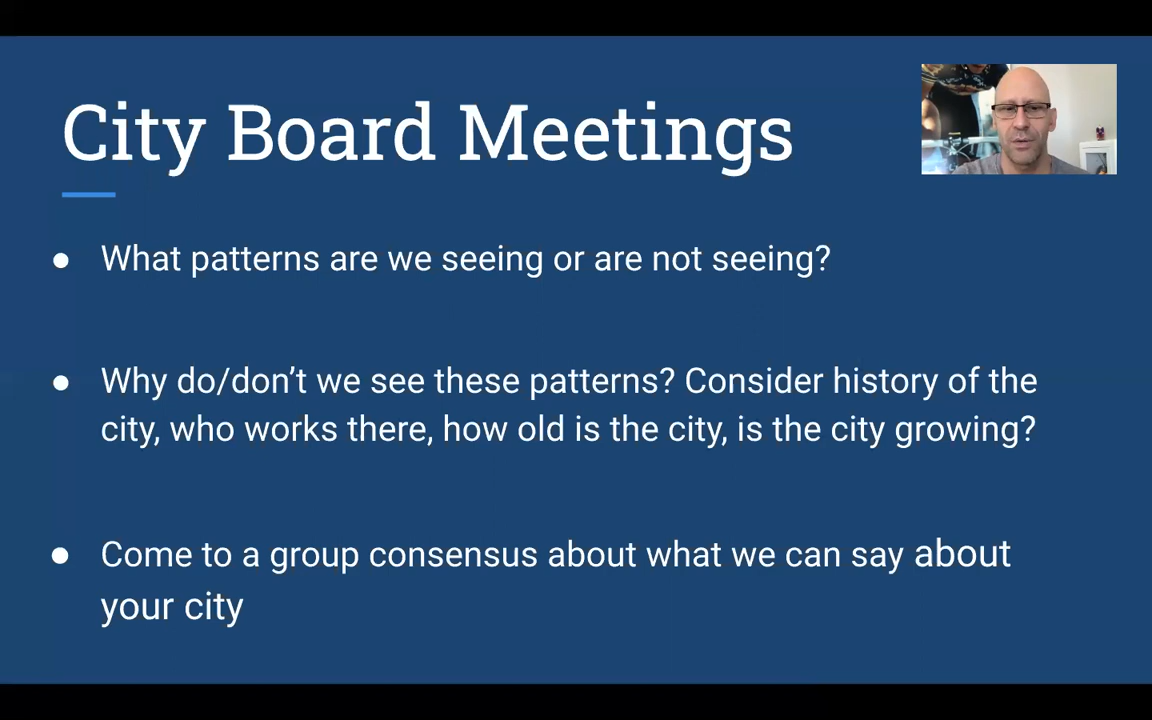 City Board Meetings
● What patterns are we seeing or are not seeing?
● Why do/don’t we see these patterns? Consider history of the
city, who works there, how old is the city, is the city growing?
● Come to a group consensus about what we can say about
your city